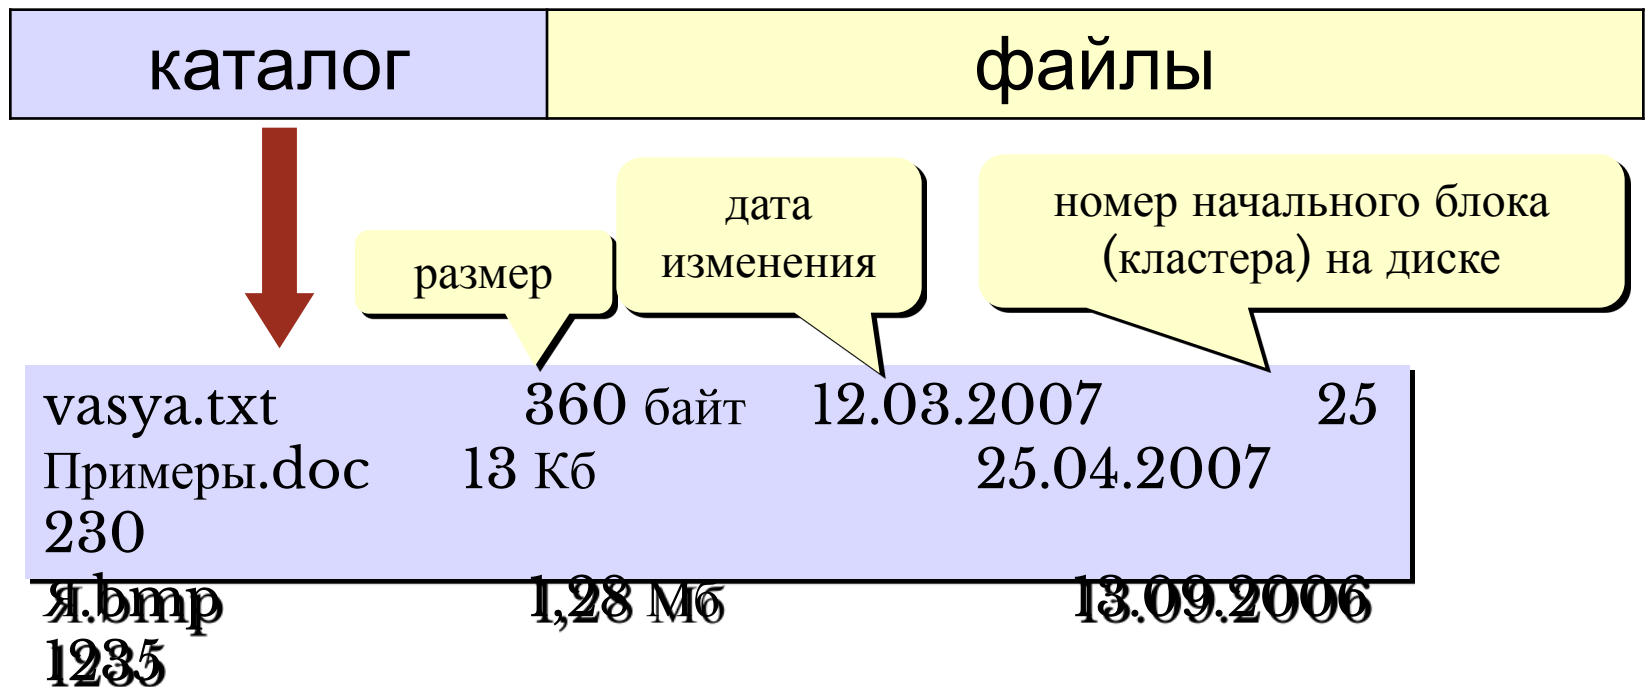 каталог файлы
размер
дата
изменения
номер начального блока
(кластера) на диске
vasya.txt 360 байт 12.03.2007 25
Примеры.doc 13 Кб 25.04.2007
230
Я.bmp 1,28 Мб 13.09.2006
1235